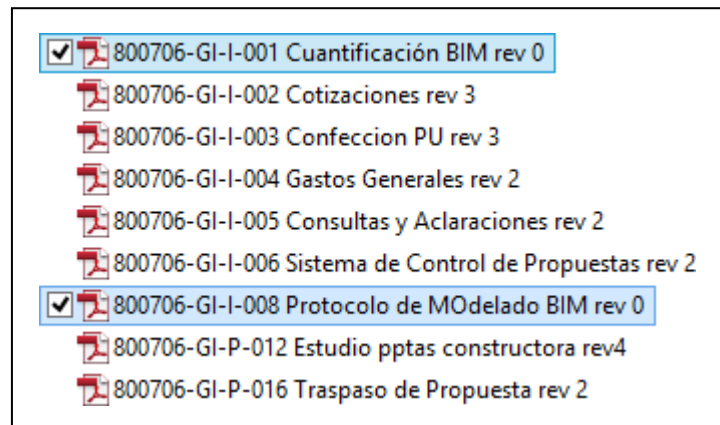 800706-GI-I-001 Cuantificación BIM rev 0
800706-GI-I-002 Cotizaciones rev 3
800706-GI-I-003 Confeccion PU rev 3
800706-GI-I-004 Gastos Generales rev 2
800706-GI-I-005 Consultas y Aclaraciones rev 2
800706-GI-I-006 Sistema de Control de Propuestas rev 2
800706-GI-I-008 Protocolo de MOdelado BIM rev 0
800706-GI-P-012 Estudio pptas constructora rev4
800706-GI-P-016 Traspaso de Propuesta rev 2